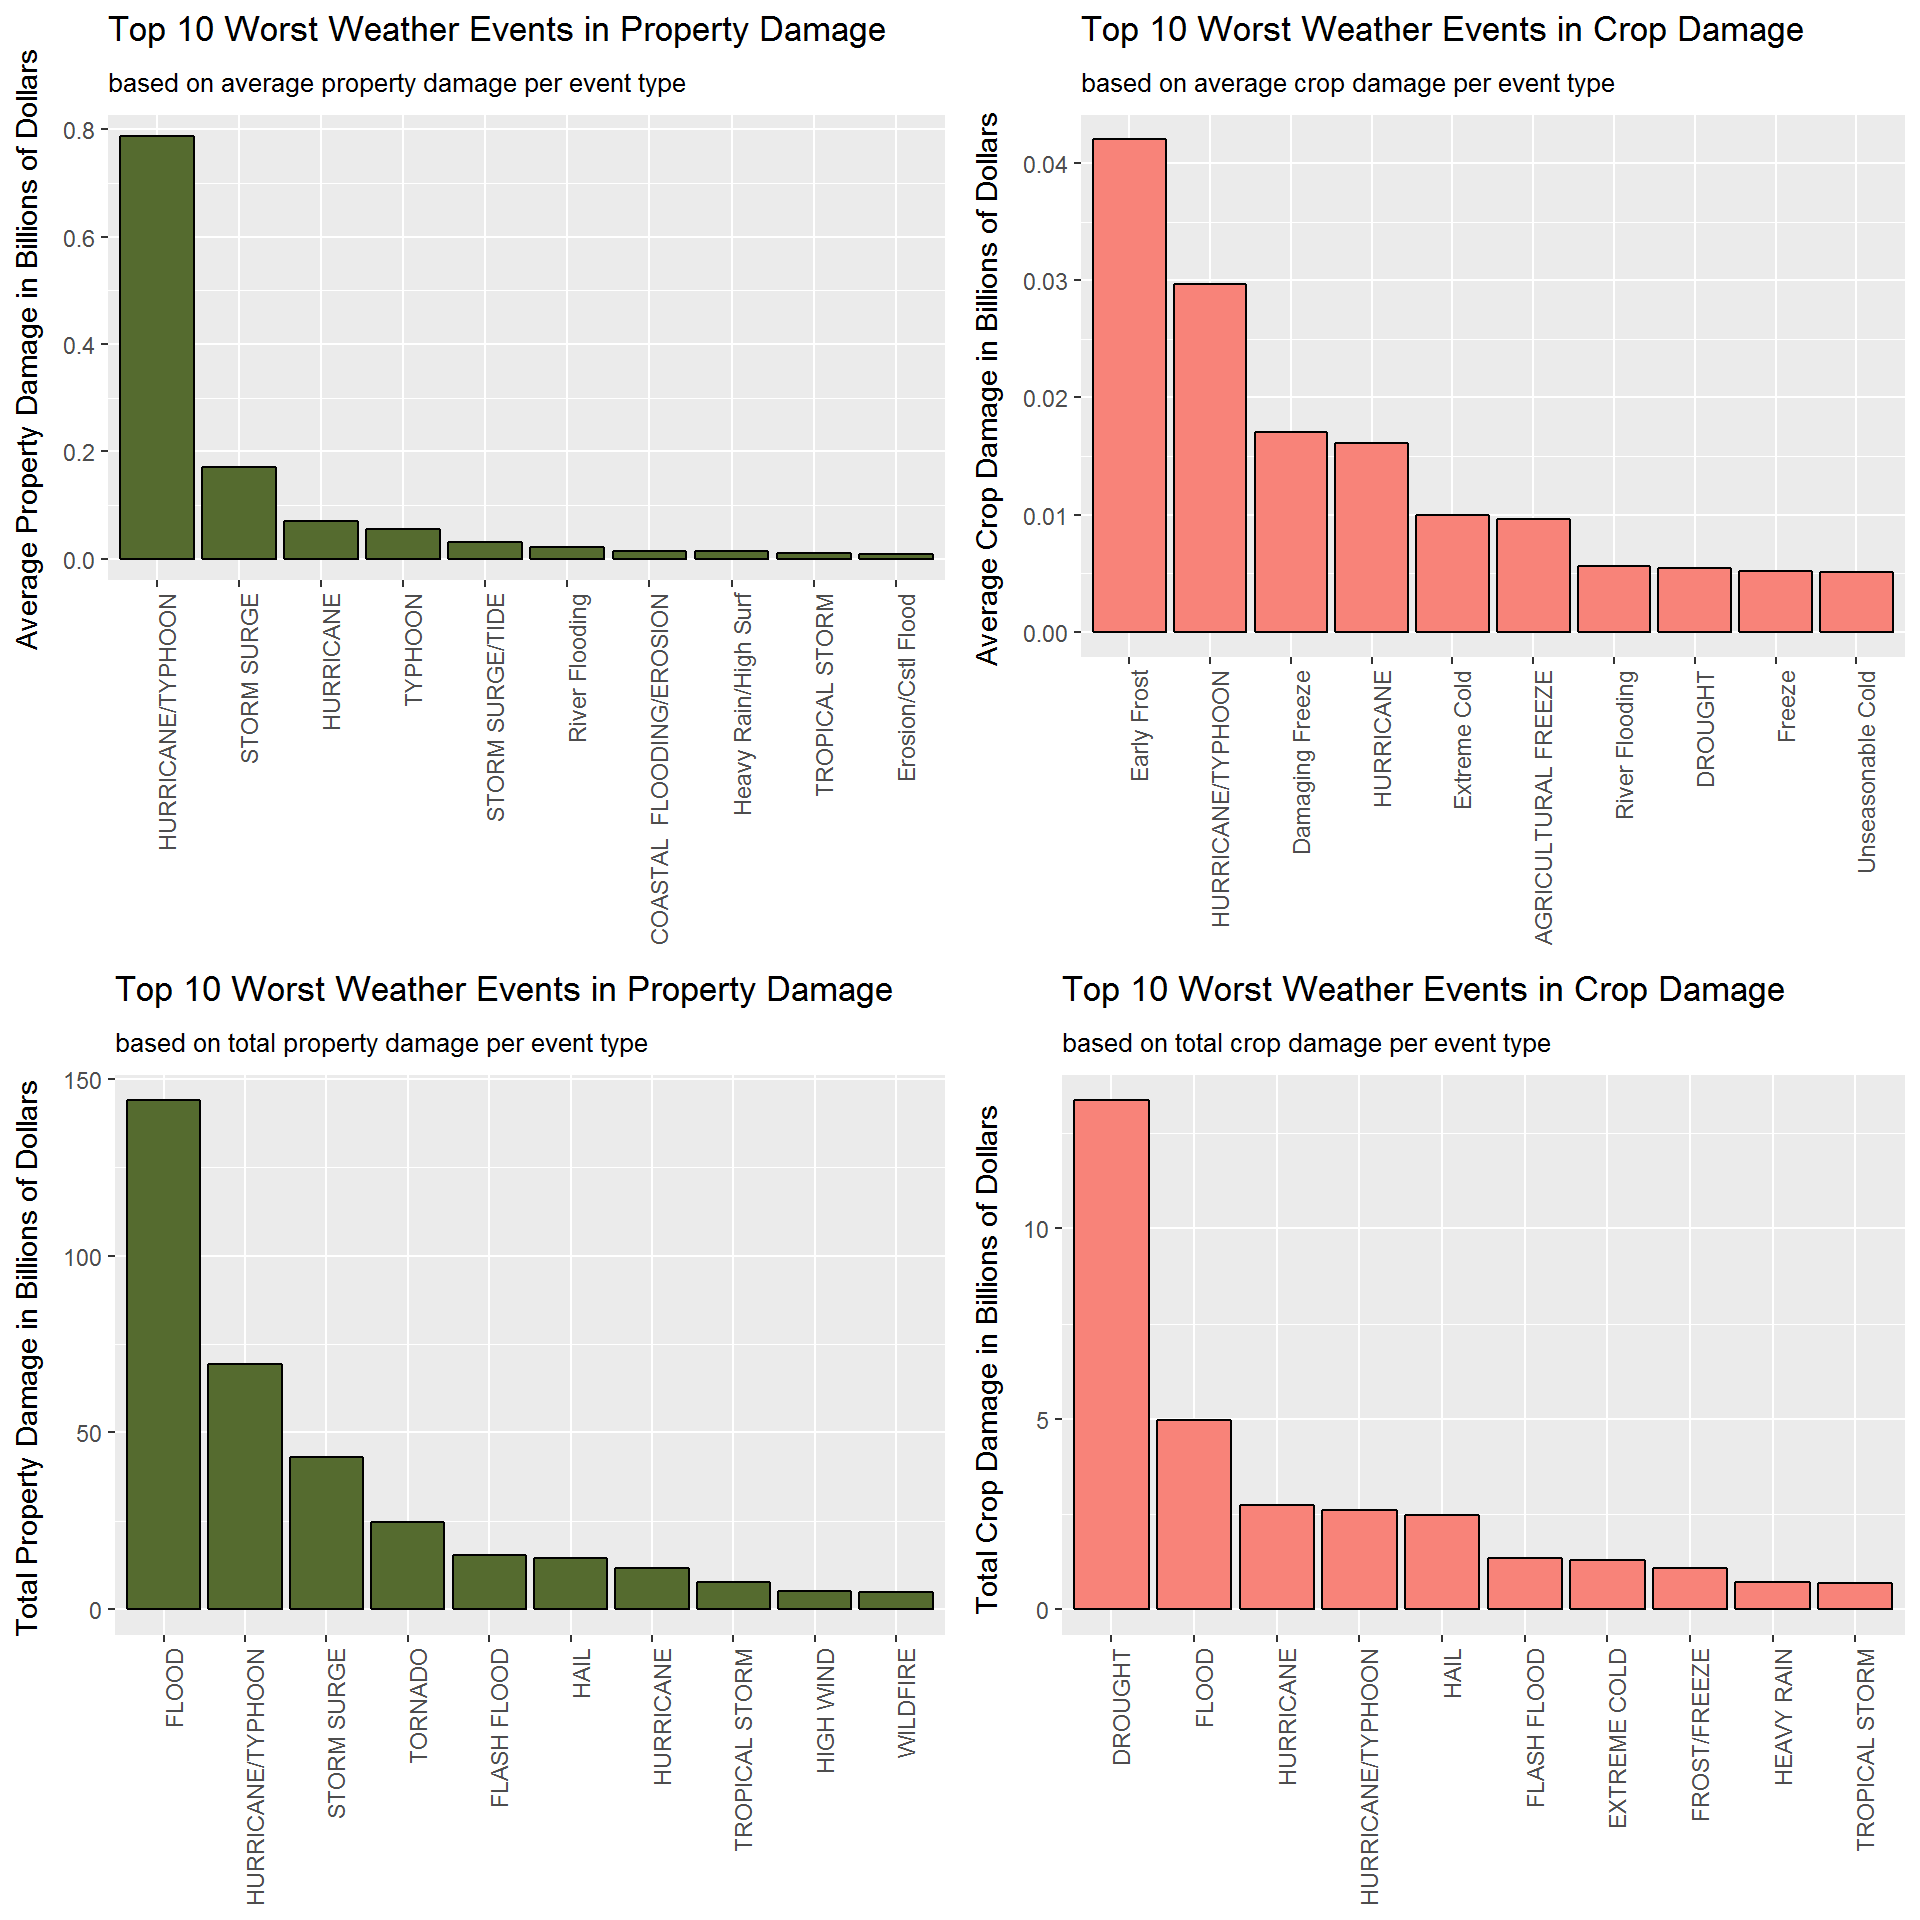 Top 10 Worst Weather Events in Property Damage
based on average property damage per event type
Average Property Damage in Billions of Dollars
0.8
0.6
0.4
0.2
0.0
HURRICANE/TYPHOON
STORM SURGE
HURRICANE
TYPHOON
STORM SURGE/TIDE
River Flooding
COASTAL  FLOODING/EROSION
Heavy Rain/High Surf
TROPICAL STORM
Erosion/Cstl Flood
Top 10 Worst Weather Events in Crop Damage
based on average crop damage per event type
Average Crop Damage in Billions of Dollars
0.04
0.03
0.02
0.01
0.00
Early Frost
HURRICANE/TYPHOON
Damaging Freeze
HURRICANE
Extreme Cold
AGRICULTURAL FREEZE
River Flooding
DROUGHT
Freeze
Unseasonable Cold
Top 10 Worst Weather Events in Property Damage
based on total property damage per event type
Total Property Damage in Billions of Dollars
150
100
50
0
FLOOD
HURRICANE/TYPHOON
STORM SURGE
TORNADO
FLASH FLOOD
HAIL
HURRICANE
TROPICAL STORM
HIGH WIND
WILDFIRE
Top 10 Worst Weather Events in Crop Damage
based on total crop damage per event type
Total Crop Damage in Billions of Dollars
10
5
0
DROUGHT
FLOOD
HURRICANE
HURRICANE/TYPHOON
HAIL
FLASH FLOOD
EXTREME COLD
FROST/FREEZE
HEAVY RAIN
TROPICAL STORM